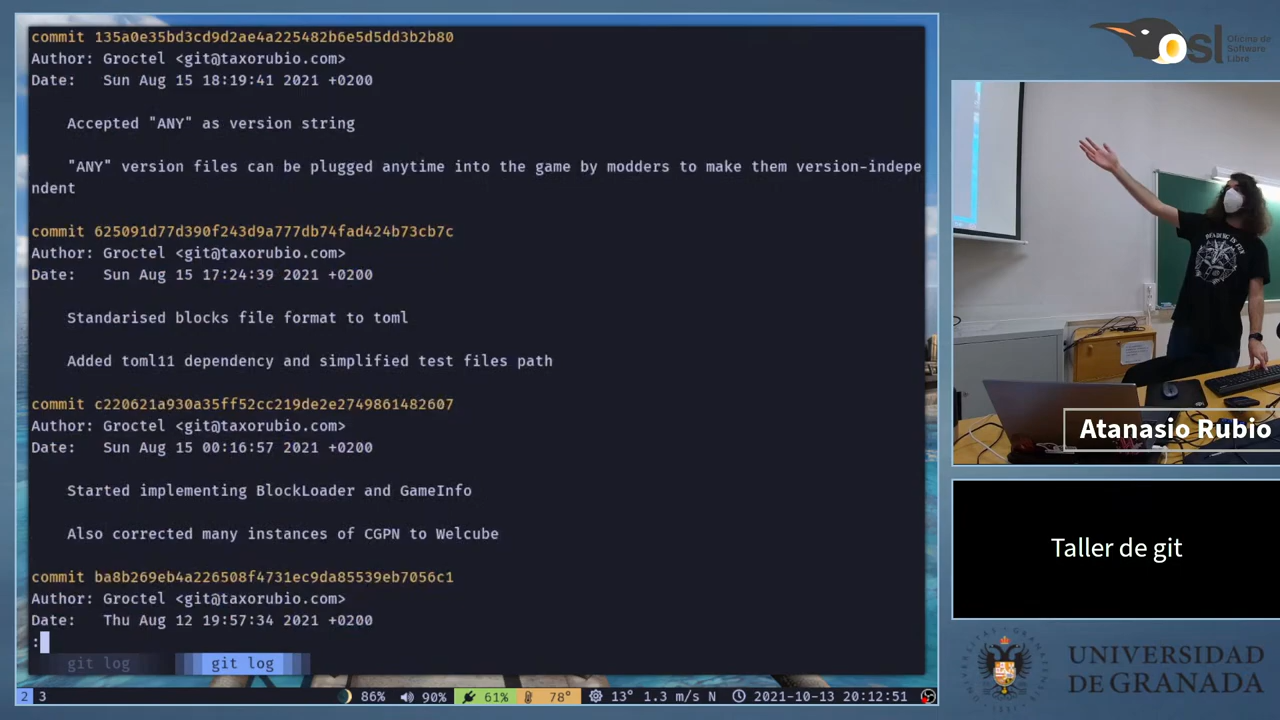 commit 135a0e35bd3cd9d2ae4a225482b6e5d5dd3b2b80
Author: Groctel <git@taxorubio.com>
Date:   Sun Aug 15 18:19:41 2021 +0200
Accepted "ANY" as version string
"ANY" version files can be plugged anytime into the game by modders to make them version-indepe
ndent
commit 625091d77d390f243d9a777db74fad424b73cb7c
Author: Groctel <git@taxorubio.com>
Date:   Sun Aug 15 17:24:39 2021 +0200
Standarised blocks file format to toml
Added toml11 dependency and simplified test files path
commit c220621a930a35ff52cc219de2e2749861482607
Author: Groctel <git@taxorubio.com>
Date:   Sun Aug 15 00:16:57 2021 +0200
Started implementing BlockLoader and GameInfo
Also corrected many instances of CGPN to Welcube
commit ba8b269eb4a226508f4731ec9da85539eb7056c1
Author: Groctel <git@taxorubio.com>
Date:   Thu Aug 12 19:57:34 2021 +0200
:
git log git log
2 3 86% 90% 61% 78° 13° 1.3 m/s N 2021-10-13 20:12:51
osl
Oficina de
Software
Libre
Atanasio Rubio
Taller de git
UNIVERSIDAD
DE GRANADA